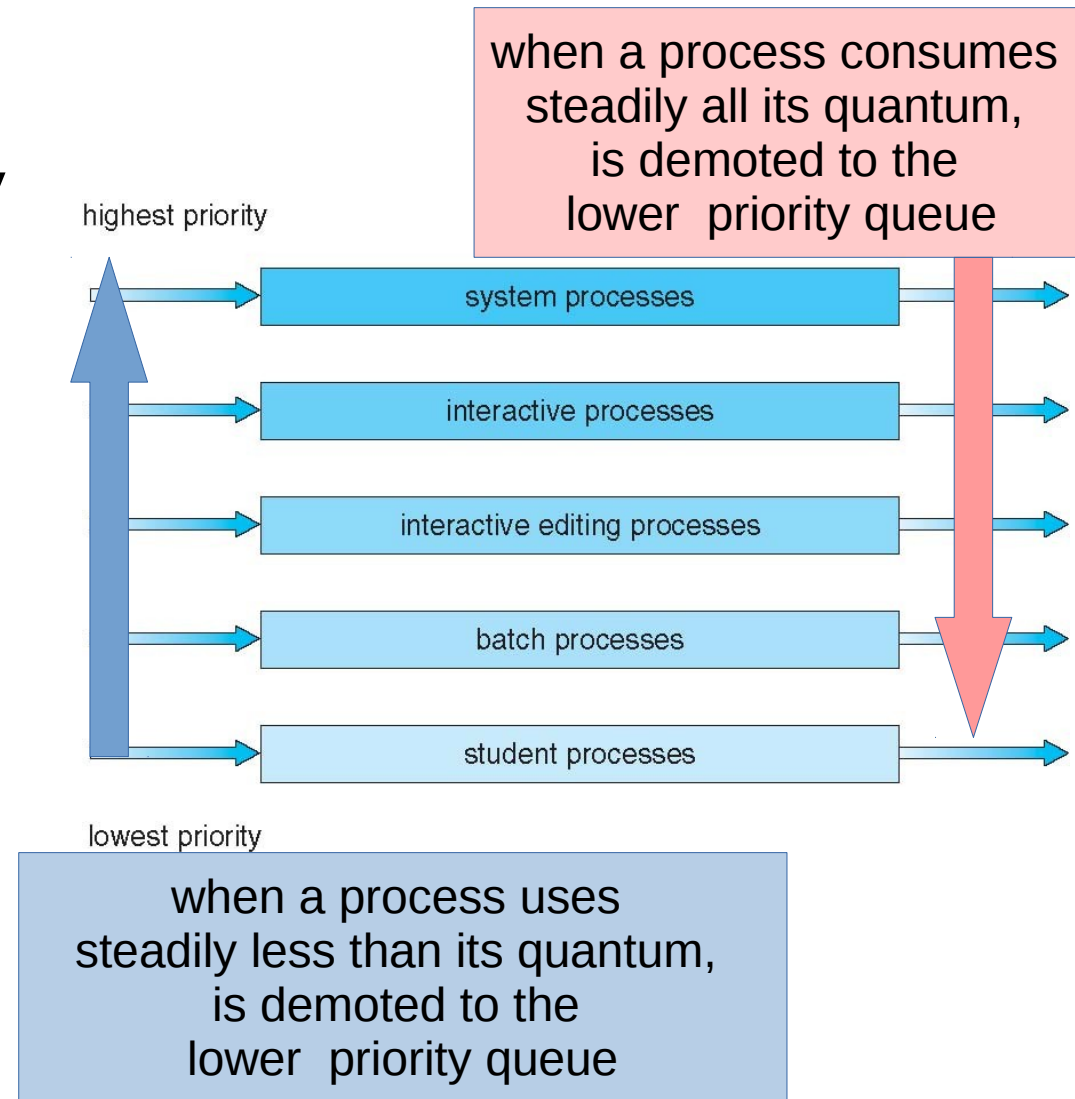 when a process consumes
steadily all its quantum,
is demoted to the
lower priority queue
highest priority
system processes
interactive processes
interactive editing processes
batch processes
student processes
lowest priority
when a process uses
steadily less than its quantum,
is demoted to the
lower priority queue